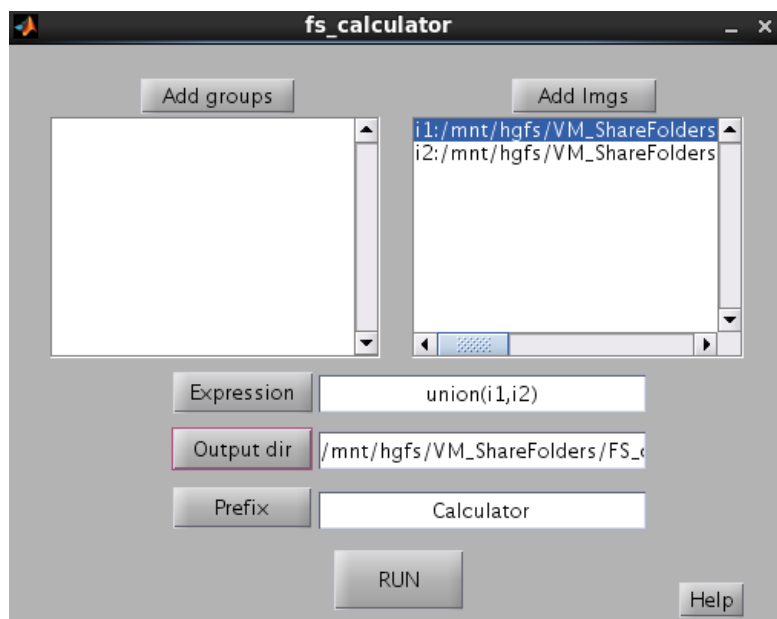 fs_calculator
Add groups
Add Imgs
i1:/mnt/hgfs/VM_ShareFolders
i2:/mnt/hgfs/VM_ShareFolders
Expression
union(i1,i2)
Output dir
/mnt/hgfs/VM_ShareFolders/FS_
Prefix
Calculator
RUN
Help